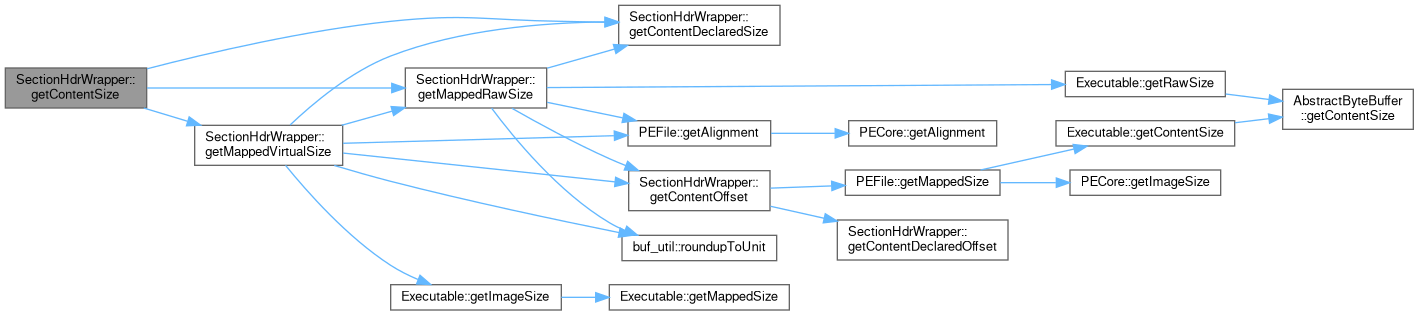 SectionHdrWrapper::
getContentSize
SectionHdrWrapper::
getMappedVirtualSize
SectionHdrWrapper::
getMappedRawSize
SectionHdrWrapper::
getContentDeclaredSize
PEFile::getAlignment
SectionHdrWrapper::
getContentOffset
buf_util::roundupToUnit
Executable::getImageSize
Executable::getMappedSize
PECore::getAlignment
PEFile::getMappedSize
SectionHdrWrapper::
getContentDeclaredOffset
Executable::getRawSize
Executable::getContentSize
PECore::getImageSize
AbstractByteBuffer
::getContentSize